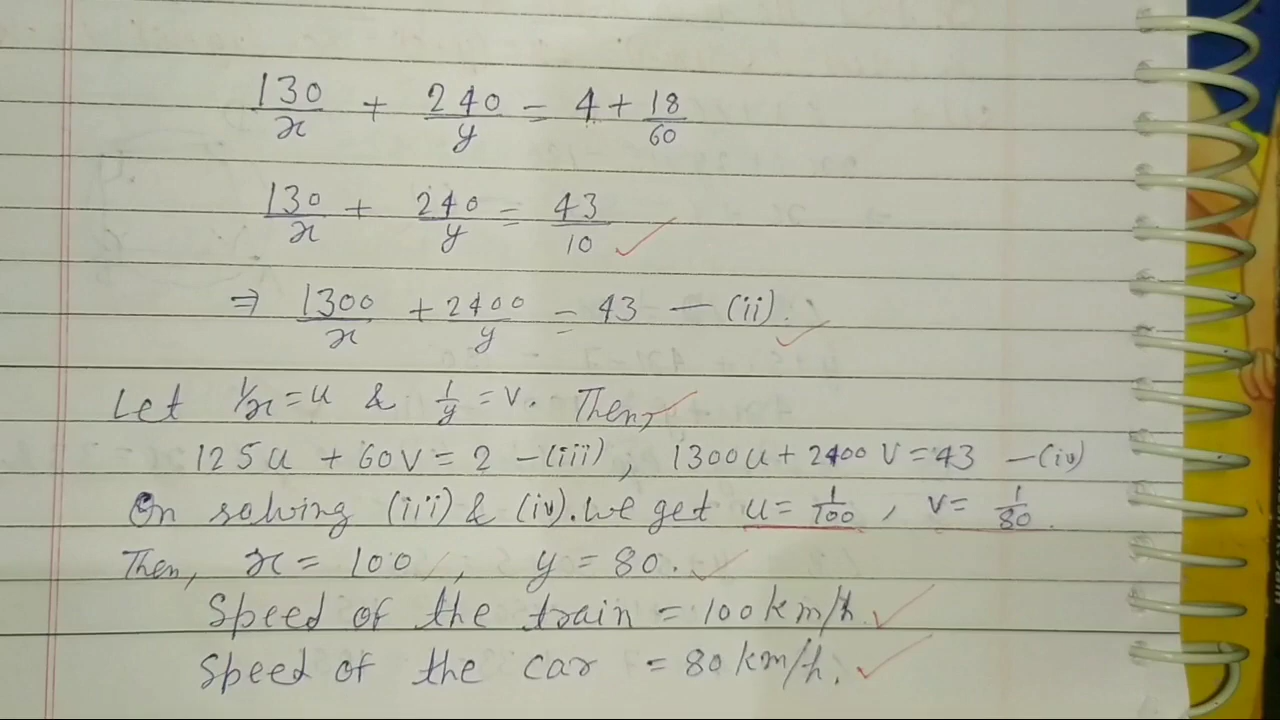 130/x + 240/y = 4 + 18/60
130/x + 240/y = 43/10
⇒ 1300/x + 2400/y = 43 — (ii).
Let 1/x = u & 1/y = v. Then,
125u + 60v = 2 — (iii), 1300u + 2400v = 43 — (iv)
On solving (iii) & (iv). We get u = 1/100, v = 1/80.
Then, x = 100, y = 80.
Speed of the train = 100 km/h.
Speed of the car = 80 km/h.